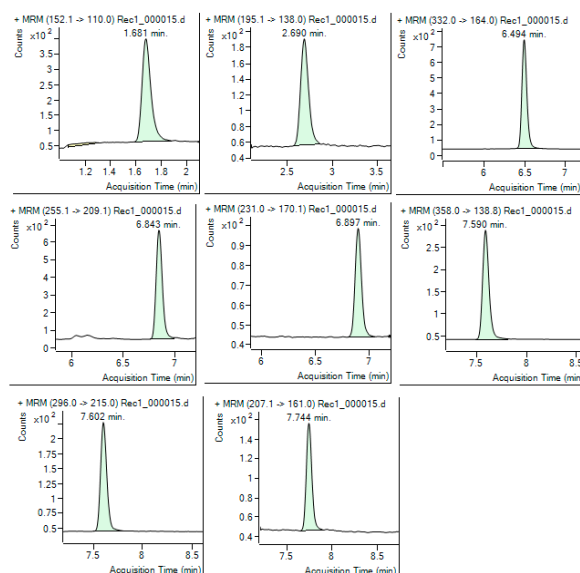 + MRM (152.1 -> 110.0) Rec1_000015.d
Counts
x10 2
1.681 min.
3.5
3
2.5
2
1.5
1
0.5
1.2 1.4 1.6 1.8 2
Acquisition Time (min)
+ MRM (195.1 -> 138.0) Rec1_000015.d
Counts
x10 2
2.690 min.
1.8
1.6
1.4
1.2
1
0.8
0.6
0.4
2.5 3 3.5
Acquisition Time (min)
+ MRM (332.0 -> 164.0) Rec1_000015.d
Counts
x10 2
6.494 min.
7
6
5
4
3
2
1
0
6 6.5 7
Acquisition Time (min)
+ MRM (255.1 -> 209.1) Rec1_000015.d
Counts
x10 2
6.843 min.
6
5
4
3
2
1
0
6 6.5 7
Acquisition Time (min)
+ MRM (231.0 -> 170.1) Rec1_000015.d
Counts
x10 2
6.897 min.
0.9
0.8
0.7
0.6
0.5
0.4
6 6.5 7
Acquisition Time (min)
+ MRM (358.0 -> 138.8) Rec1_000015.d
Counts
x10 2
7.590 min.
2.5
2
1.5
1
0.5
7.5 8 8.5
Acquisition Time (min)
+ MRM (296.0 -> 215.0) Rec1_000015.d
Counts
x10 2
7.602 min.
2
1.8
1.5
1.2
1
0.8
0.5
7.5 8 8.5
Acquisition Time (min)
+ MRM (207.1 -> 161.0) Rec1_000015.d
Counts
x10 2
7.744 min.
1.4
1.2
1
0.8
0.6
0.4
7.5 8 8.5
Acquisition Time (min)